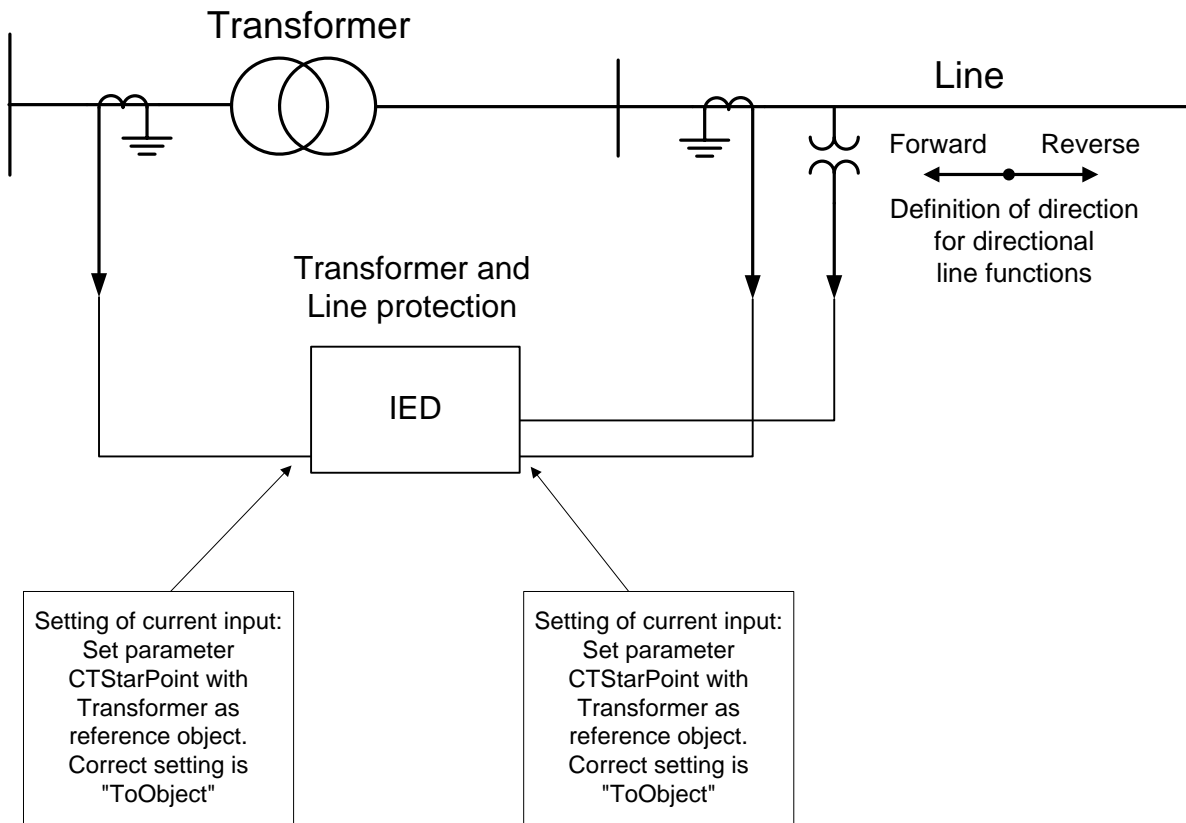 Transformer
Line
Forward Reverse
Definition of direction
for directional
line functions
Transformer and
Line protection
IED
Setting of current input:
Set parameter
CTStarPoint with
Transformer as
reference object.
Correct setting is
"ToObject"
Setting of current input:
Set parameter
CTStarPoint with
Transformer as
reference object.
Correct setting is
"ToObject"